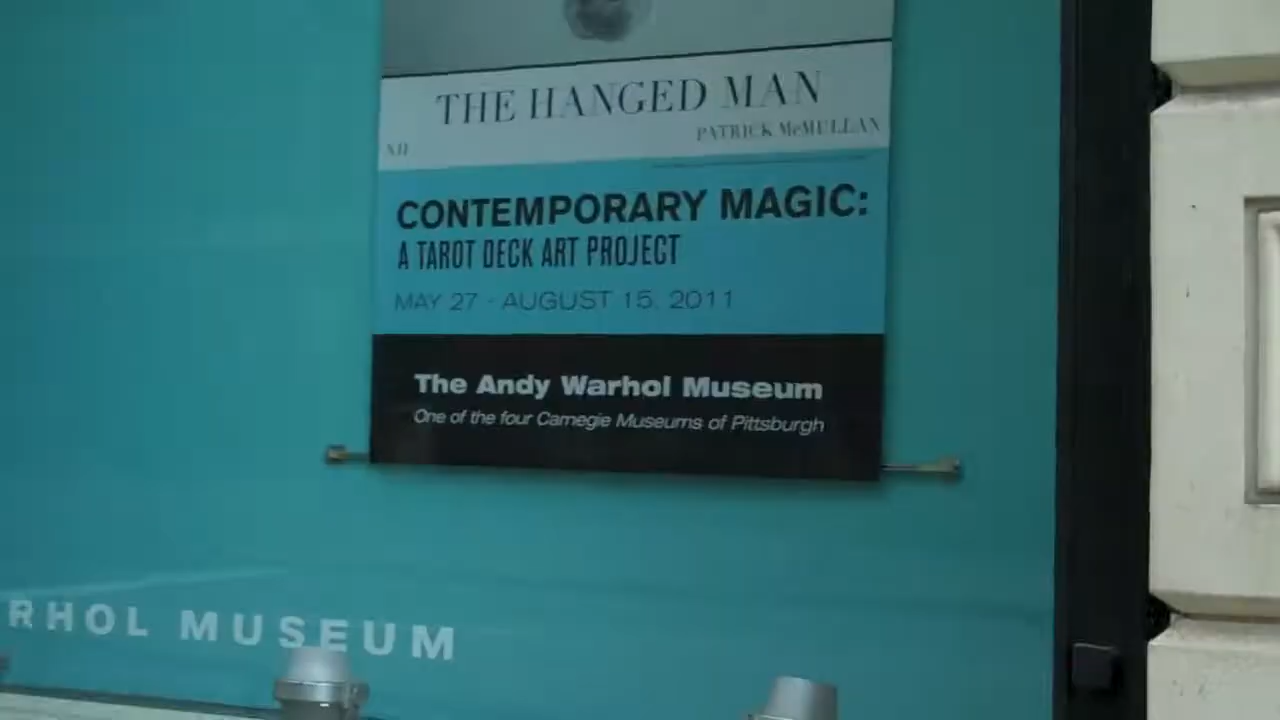 THE HANGED MAN
PATRICK McMULLAN
XII
CONTEMPORARY MAGIC:
A TAROT DECK ART PROJECT
MAY 27 - AUGUST 15, 2011
The Andy Warhol Museum
One of the four Carnegie Museums of Pittsburgh
RHOL MUSEUM